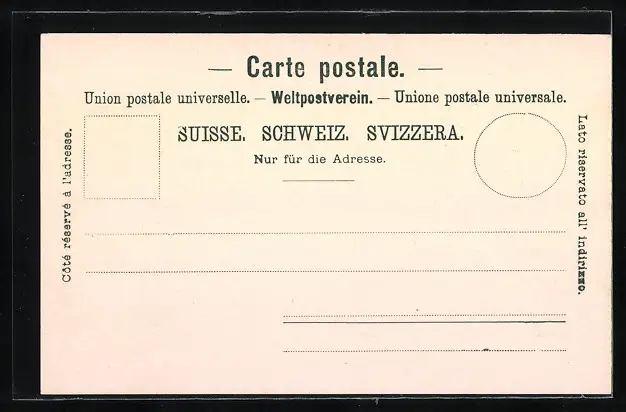 — Carte postale. —
Union postale universelle. — Weltpostverein. — Unione postale universale.
SUISSE. SCHWEIZ. SVIZZERA.
Nur für die Adresse.
Côté réservé à l'adresse.
Lato riservato all' indirizzo.